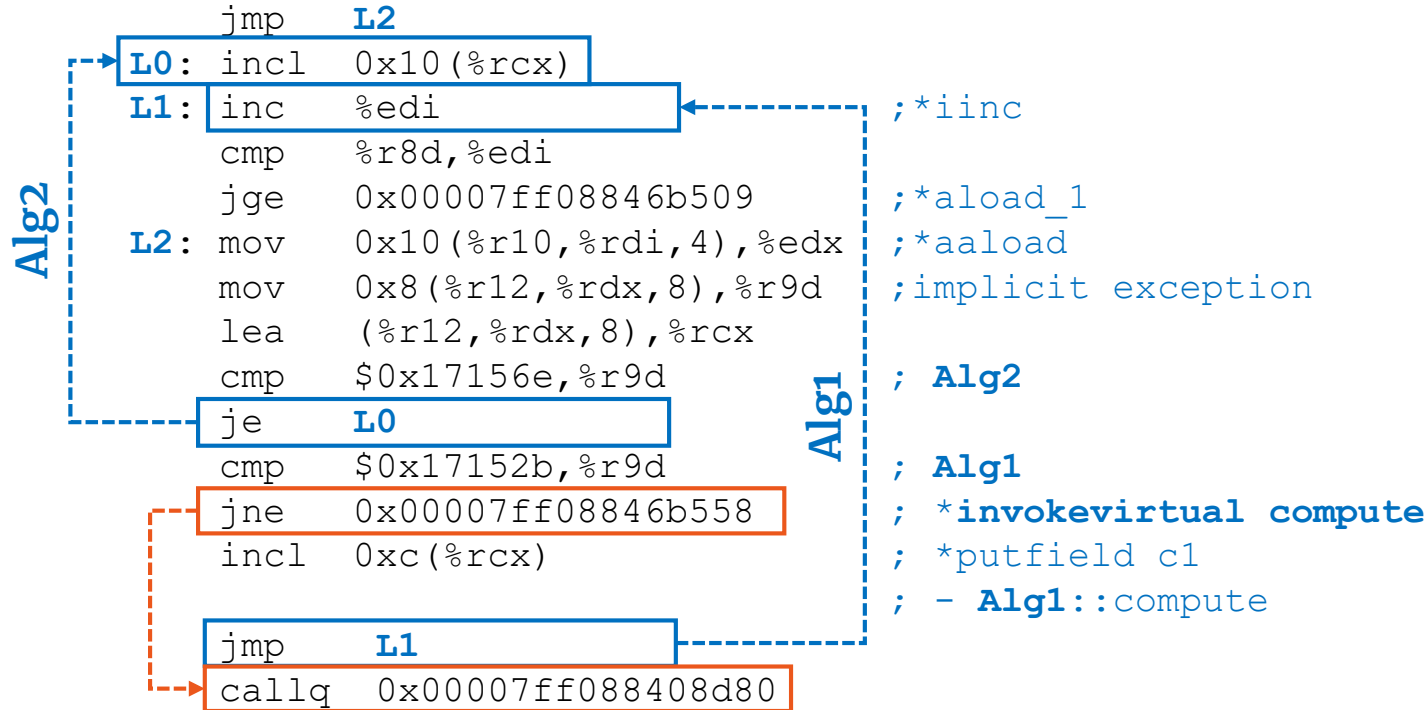 jmp L2
L0: incl 0x10(%rcx)
L1: inc %edi ;*iinc
cmp %r8d,%edi
jge 0x00007ff08846b509 ;*aload_1
L2: mov 0x10(%r10,%rdi,4),%edx ;*aaload
mov 0x8(%r12,%rdx,8),%r9d ;implicit exception
lea (%r12,%rdx,8),%rcx
cmp $0x17156e,%r9d ; Alg2
je L0
cmp $0x17152b,%r9d ; Alg1
jne 0x00007ff08846b558 ; *invokevirtual compute
incl 0xc(%rcx) ; *putfield c1
; - Alg1::compute
jmp L1
callq 0x00007ff088408d80
Alg2
Alg1